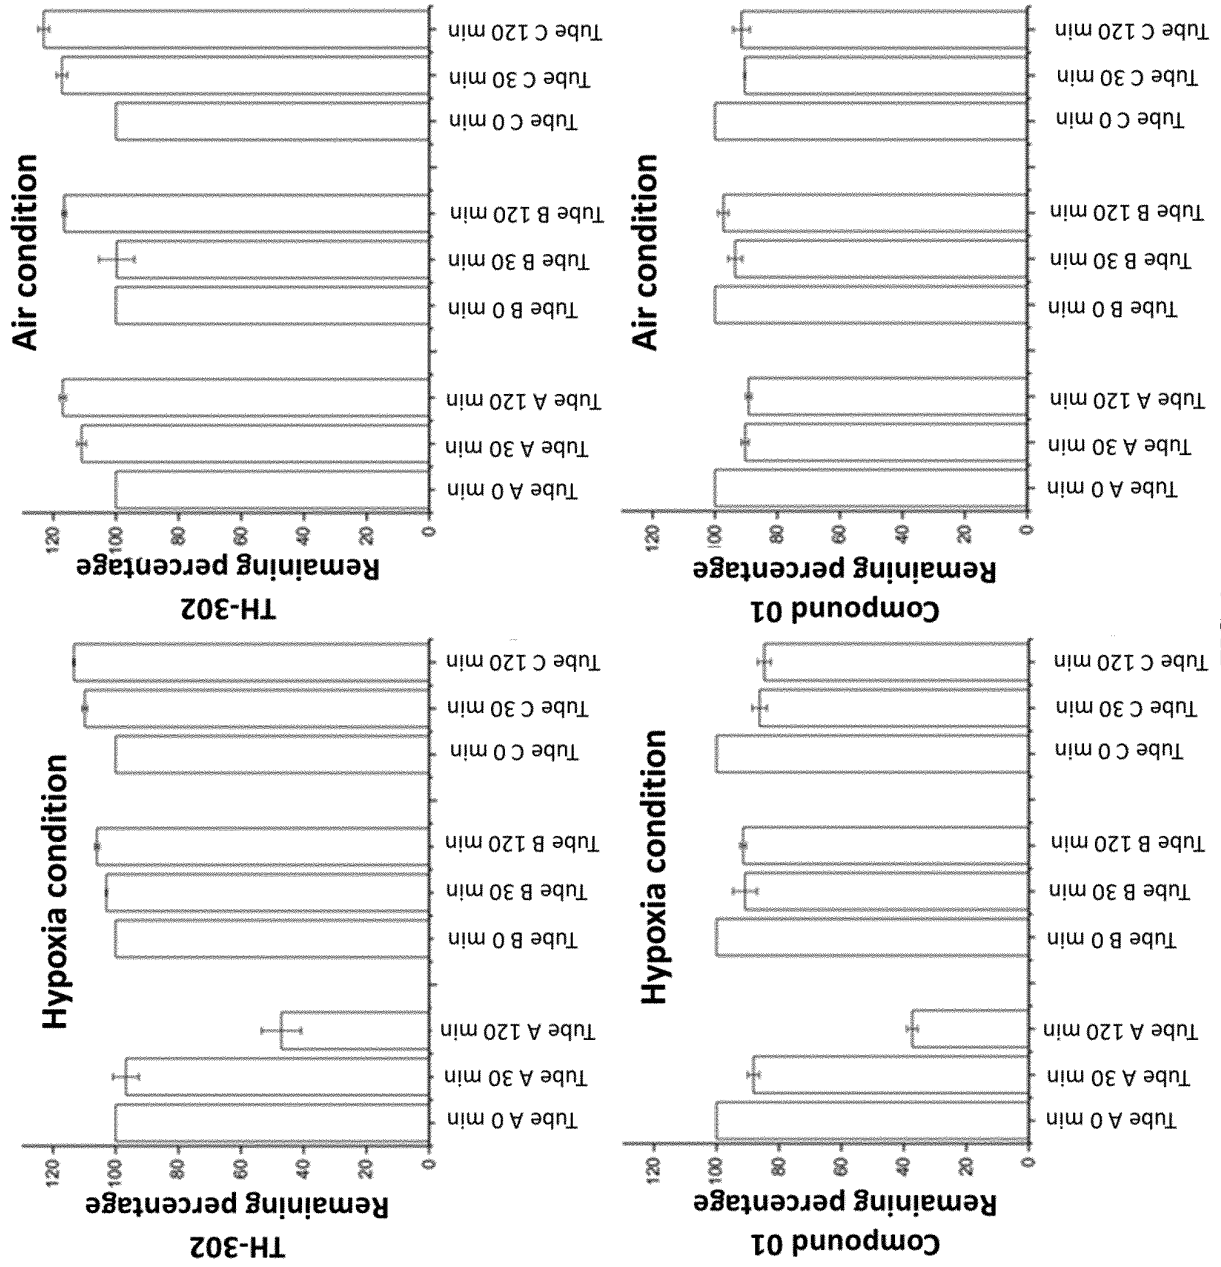 TH-302
Remaining percentage
Hypoxia condition
120
100
80
60
40
20
0
Tube A 0 min
Tube A 30 min
Tube A 120 min
Tube B 0 min
Tube B 30 min
Tube B 120 min
Tube C 0 min
Tube C 30 min
Tube C 120 min
TH-302
Remaining percentage
Air condition
120
100
80
60
40
20
0
Tube A 0 min
Tube A 30 min
Tube A 120 min
Tube B 0 min
Tube B 30 min
Tube B 120 min
Tube C 0 min
Tube C 30 min
Tube C 120 min
Compound 01
Remaining percentage
Hypoxia condition
120
100
80
60
40
20
0
Tube A 0 min
Tube A 30 min
Tube A 120 min
Tube B 0 min
Tube B 30 min
Tube B 120 min
Tube C 0 min
Tube C 30 min
Tube C 120 min
Compound 01
Remaining percentage
Air condition
120
100
80
60
40
20
0
Tube A 0 min
Tube A 30 min
Tube A 120 min
Tube B 0 min
Tube B 30 min
Tube B 120 min
Tube C 0 min
Tube C 30 min
Tube C 120 min